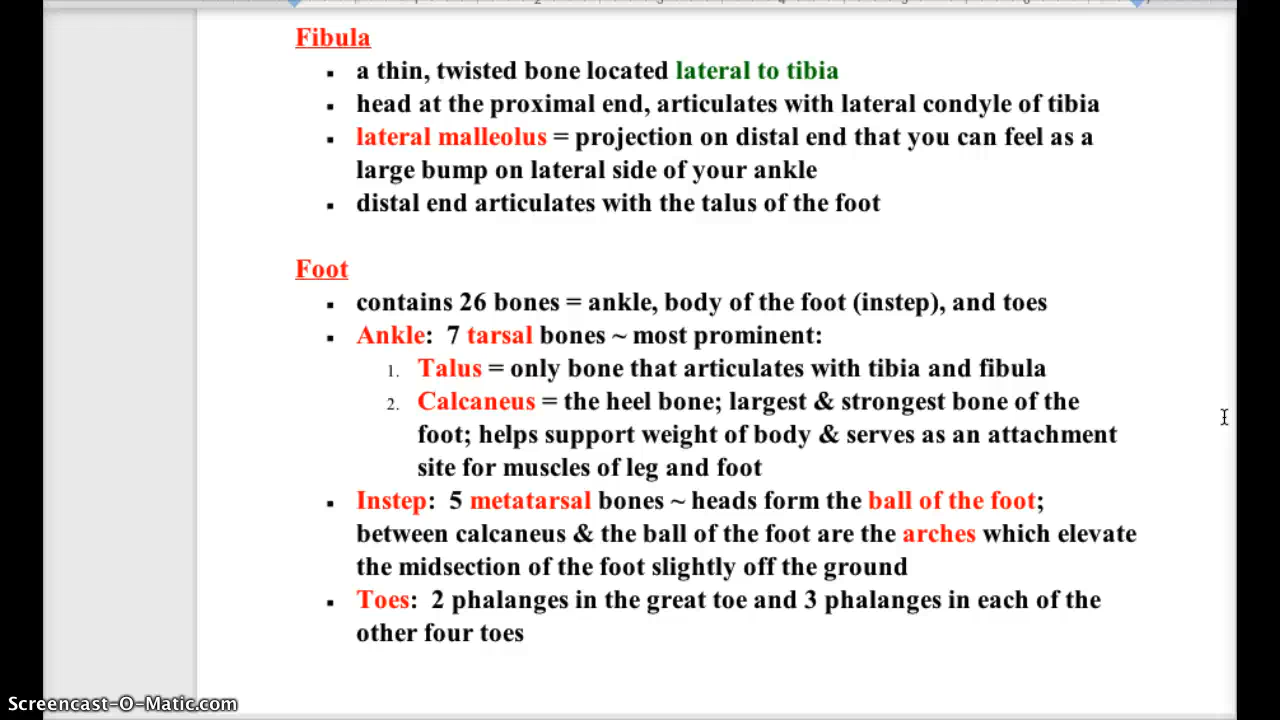 Fibula
▪ a thin, twisted bone located lateral to tibia
▪ head at the proximal end, articulates with lateral condyle of tibia
▪ lateral malleolus = projection on distal end that you can feel as a
large bump on lateral side of your ankle
▪ distal end articulates with the talus of the foot
Foot
▪ contains 26 bones = ankle, body of the foot (instep), and toes
▪ Ankle: 7 tarsal bones ~ most prominent:
1. Talus = only bone that articulates with tibia and fibula
2. Calcaneus = the heel bone; largest & strongest bone of the
foot; helps support weight of body & serves as an attachment
site for muscles of leg and foot
▪ Instep: 5 metatarsal bones ~ heads form the ball of the foot;
between calcaneus & the ball of the foot are the arches which elevate
the midsection of the foot slightly off the ground
▪ Toes: 2 phalanges in the great toe and 3 phalanges in each of the
other four toes
Screencast-O-Matic.com